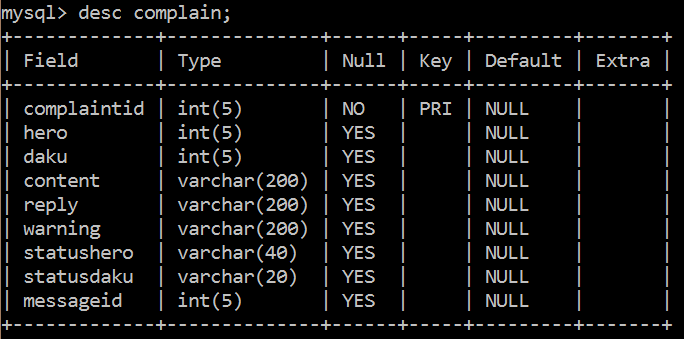 mysql> desc complain;
+-------------+--------------+------+-----+---------+-------+
| Field       | Type         | Null | Key | Default | Extra |
+-------------+--------------+------+-----+---------+-------+
| complaintid | int(5)       | NO   | PRI | NULL    |       |
| hero        | int(5)       | YES  |     | NULL    |       |
| daku        | int(5)       | YES  |     | NULL    |       |
| content     | varchar(200) | YES  |     | NULL    |       |
| reply       | varchar(200) | YES  |     | NULL    |       |
| warning     | varchar(200) | YES  |     | NULL    |       |
| statushero  | varchar(40)  | YES  |     | NULL    |       |
| statusdaku  | varchar(20)  | YES  |     | NULL    |       |
| messageid   | int(5)       | YES  |     | NULL    |       |
+-------------+--------------+------+-----+---------+-------+